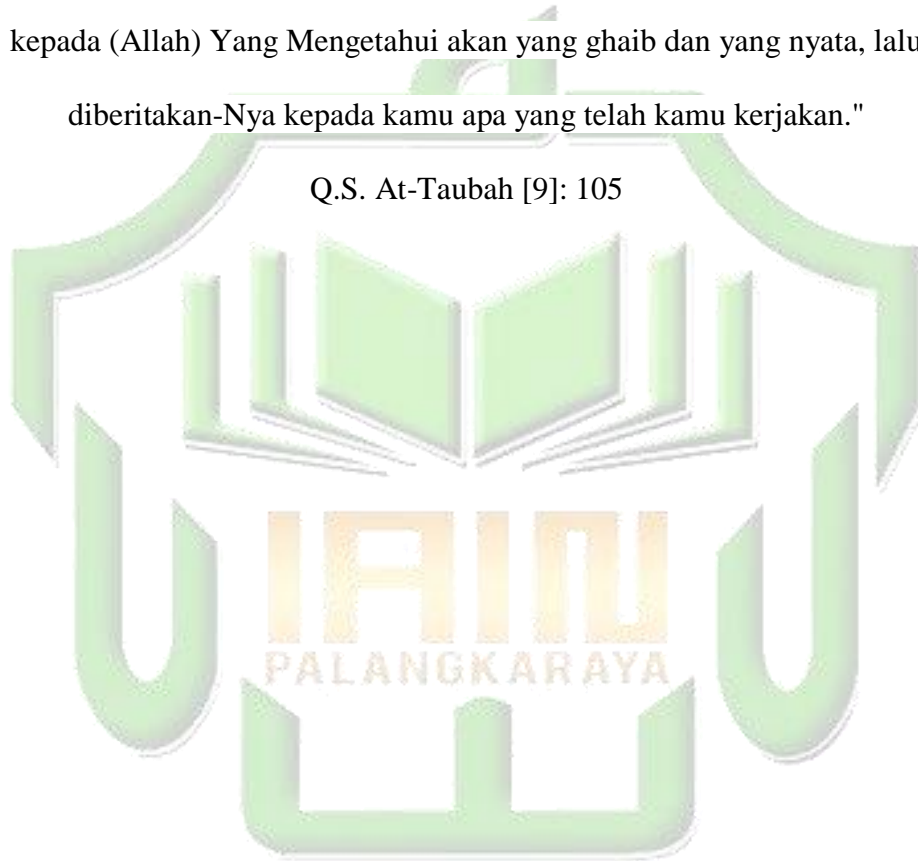 kepada (Allah) Yang Mengetahui akan yang ghaib dan yang nyata, lalu
diberitakan-Nya kepada kamu apa yang telah kamu kerjakan."
Q.S. At-Taubah [9]: 105
IAIN
PALANGKARAYA